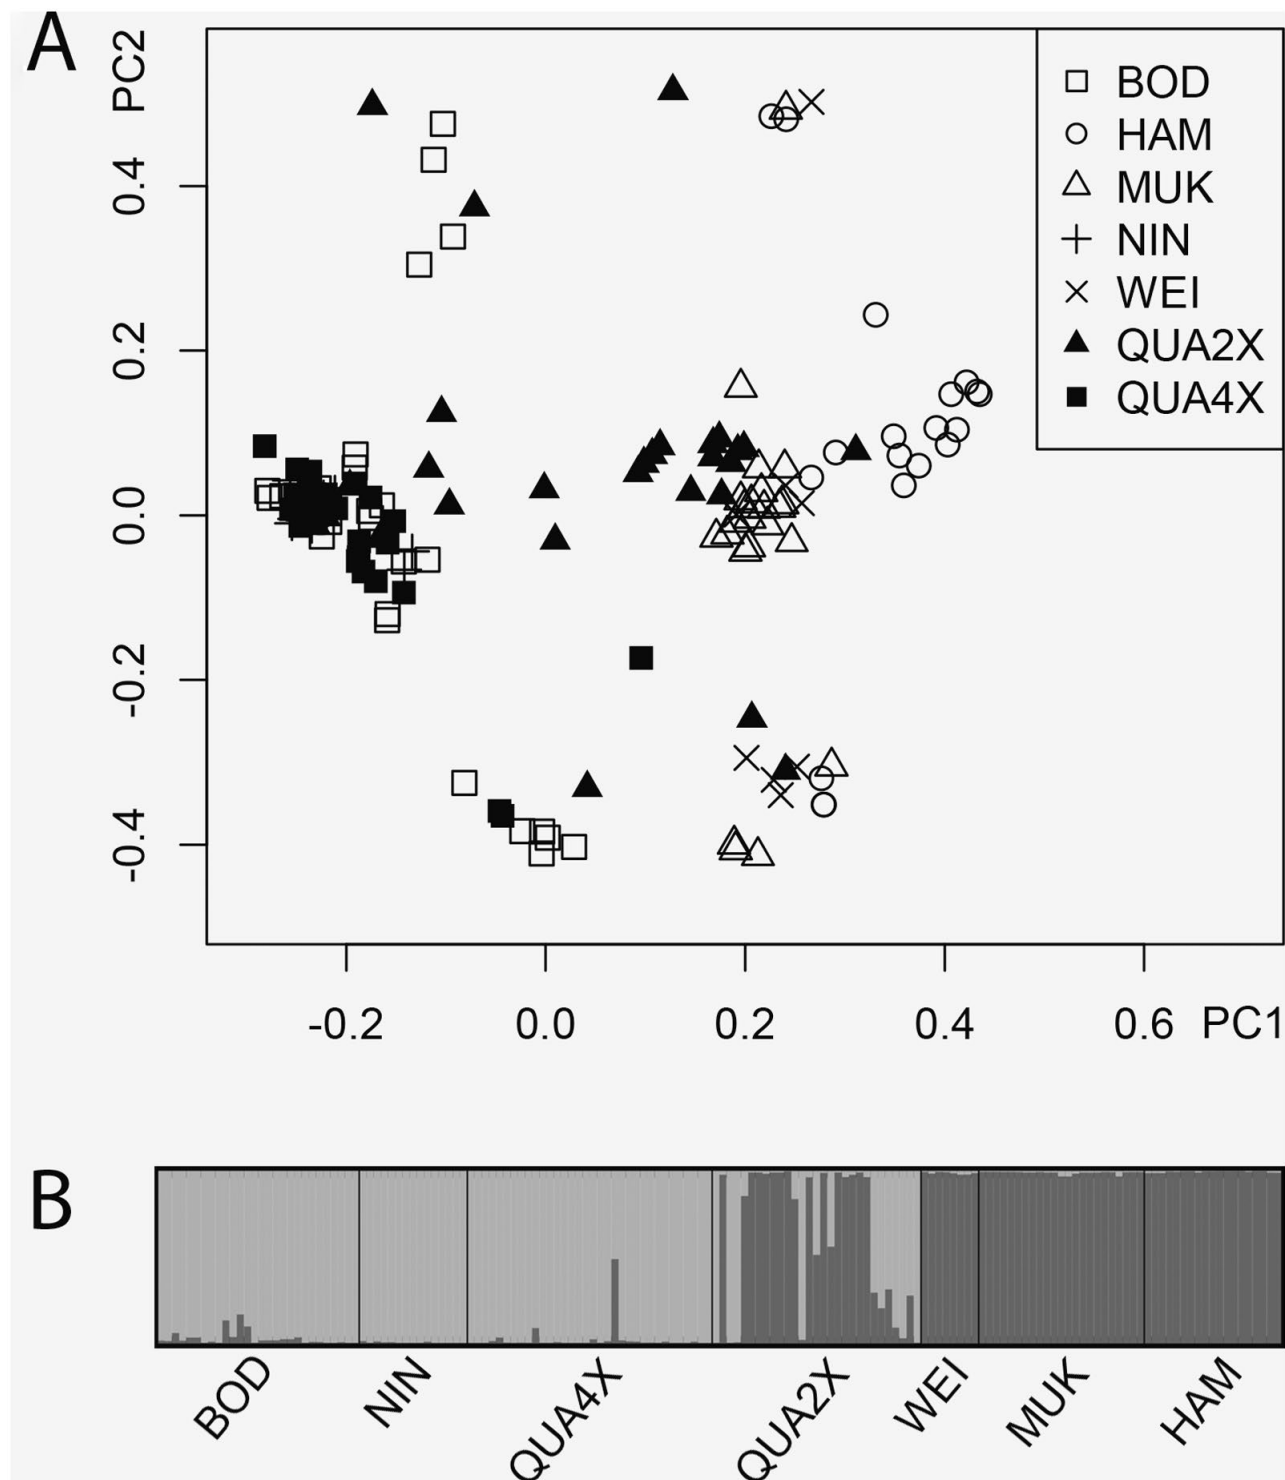 A
PC2
BOD
HAM
MUK
NIN
WEI
QUA2X
QUA4X
0.4
0.2
0.0
-0.2
-0.4
-0.2 0.0 0.2 0.4 0.6 PC1
B
BOD NIIN QUA4X QUA2X WEI MUK HAM